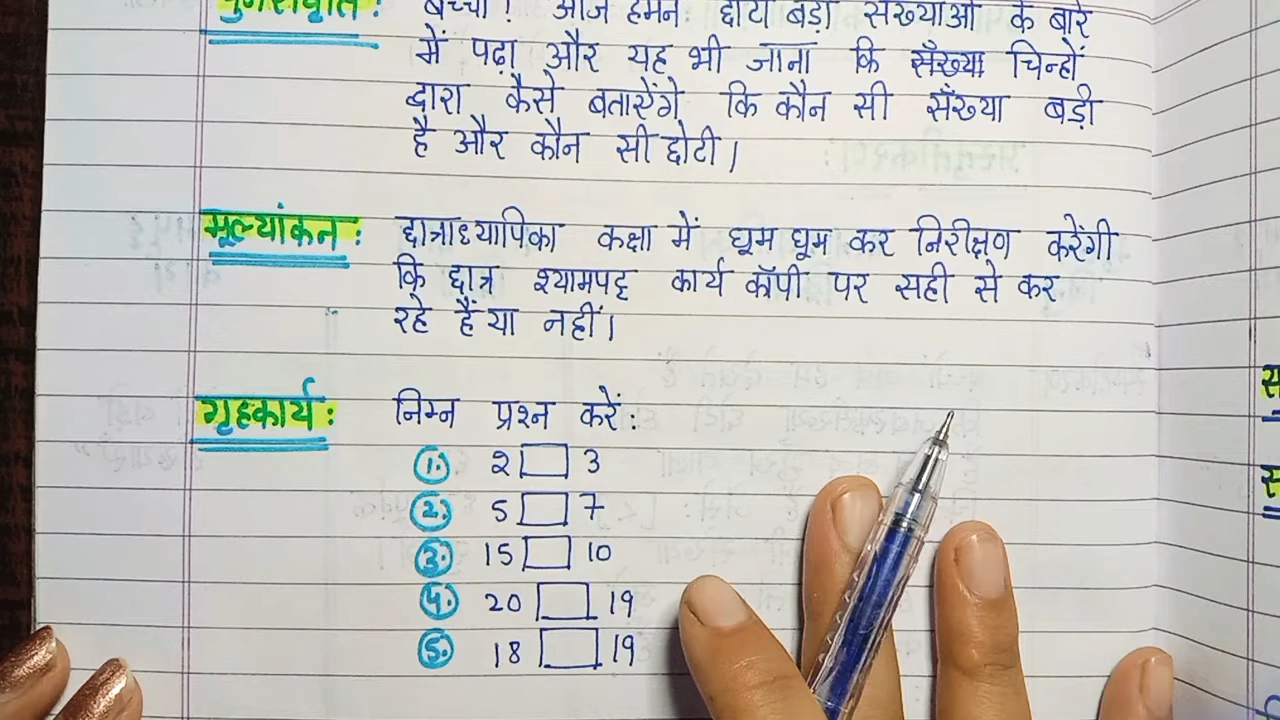 पुनरावृति: बच्चों! आज हमने छोटी बड़ी संख्याओं के बारे
में पढ़ा और यह भी जाना कि सँख्या चिन्हों
द्वारा कैसे बताएंगे कि कौन सी सँख्या बड़ी
है और कौन सी छोटी।
मूल्यांकन: छात्राध्यापिका कक्षा में घूम घूम कर निरीक्षण करेंगी
कि छात्र श्यामपट्ट कार्य कॉपी पर सही से कर
रहे हैं या नहीं।
गृहकार्य: निम्न प्रश्न करें:
1. 2 □ 3
2. 5 □ 7
3. 15 □ 10
4. 20 □ 19
5. 18 □ 19